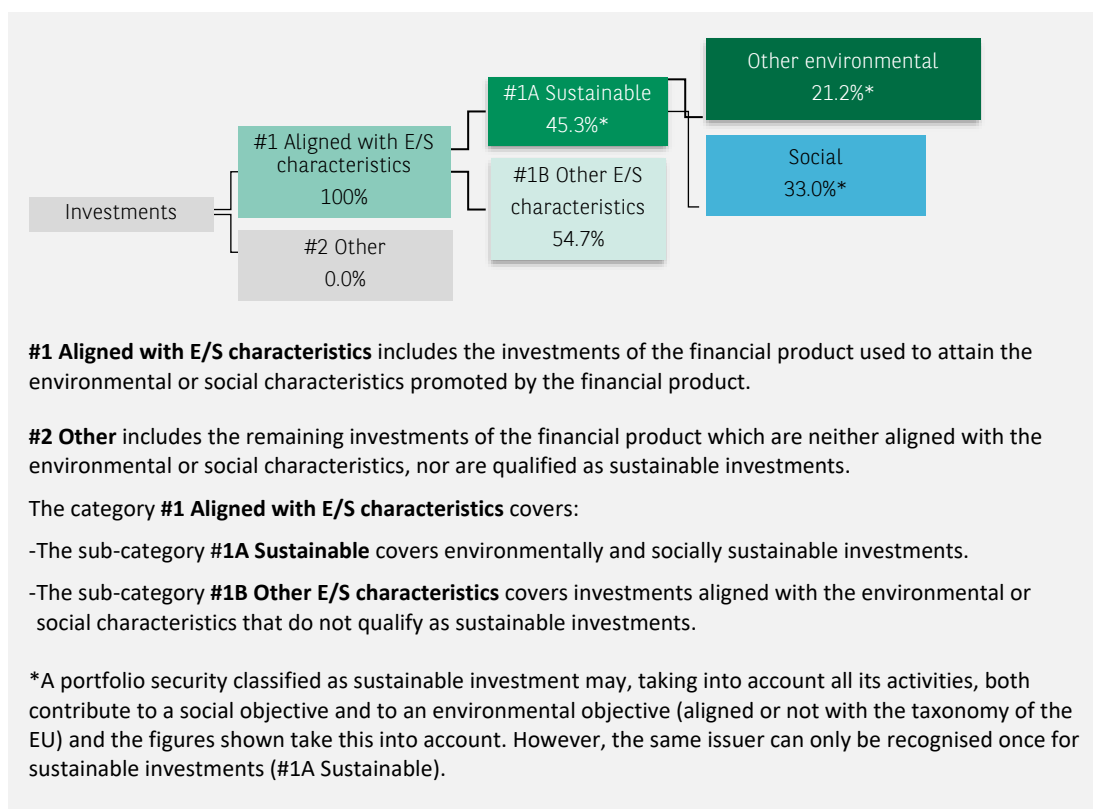 Investments
#1 Aligned with E/S
characteristics
100%
#2 Other
0.0%
#1A Sustainable
45.3%*
#1B Other E/S
characteristics
54.7%
Other environmental
21.2%*
Social
33.0%*
#1 Aligned with E/S characteristics includes the investments of the financial product used to attain the
environmental or social characteristics promoted by the financial product.
#2 Other includes the remaining investments of the financial product which are neither aligned with the
environmental or social characteristics, nor are qualified as sustainable investments.
The category #1 Aligned with E/S characteristics covers:
-The sub-category #1A Sustainable covers environmentally and socially sustainable investments.
-The sub-category #1B Other E/S characteristics covers investments aligned with the environmental or
social characteristics that do not qualify as sustainable investments.
*A portfolio security classified as sustainable investment may, taking into account all its activities, both
contribute to a social objective and to an environmental objective (aligned or not with the taxonomy of the
EU) and the figures shown take this into account. However, the same issuer can only be recognised once for
sustainable investments (#1A Sustainable).